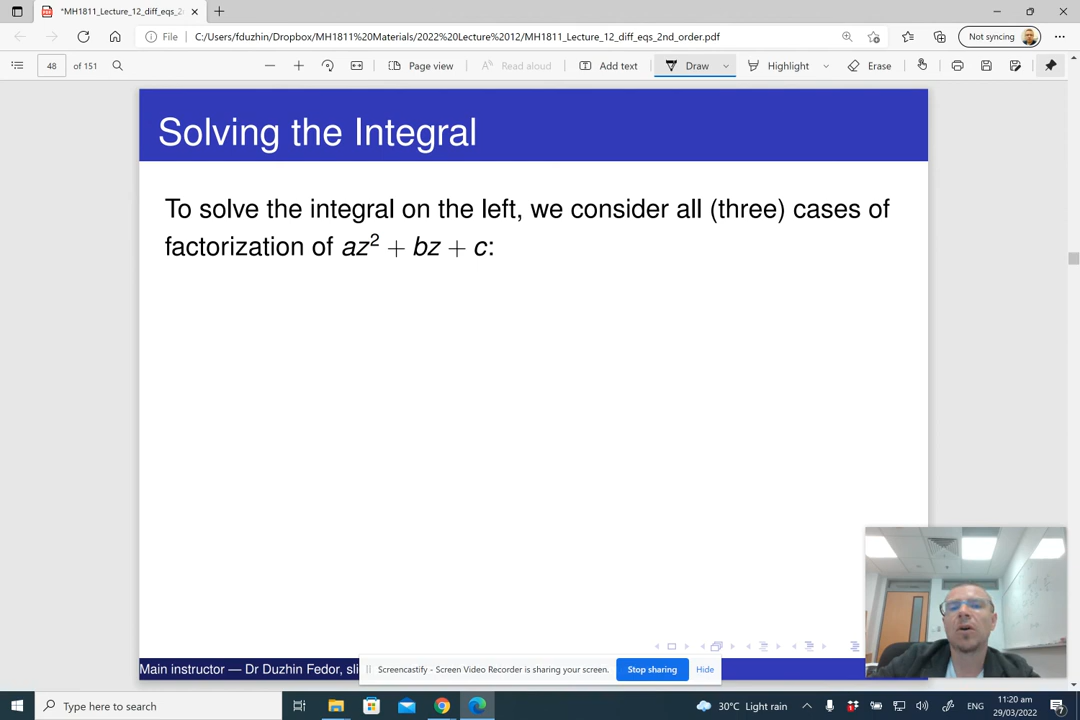 *MH1811_Lecture_12_diff_eqs_2
File
C:/Users/fduzhin/Dropbox/MH1811%20Materials/2022%20Lecture%2012/MH1811_Lecture_12_diff_eqs_2nd_order.pdf
Not syncing
48 of 151
Page view
Read aloud
Add text
Draw
Highlight
Erase
Solving the Integral
To solve the integral on the left, we consider all (three) cases of
factorization of az² + bz + c:
Main instructor — Dr Duzhin Fedor, sli
Screencastify - Screen Video Recorder is sharing your screen.
Stop sharing
Hide
Type here to search
30°C Light rain
ENG
11:20 am
29/03/2022
7